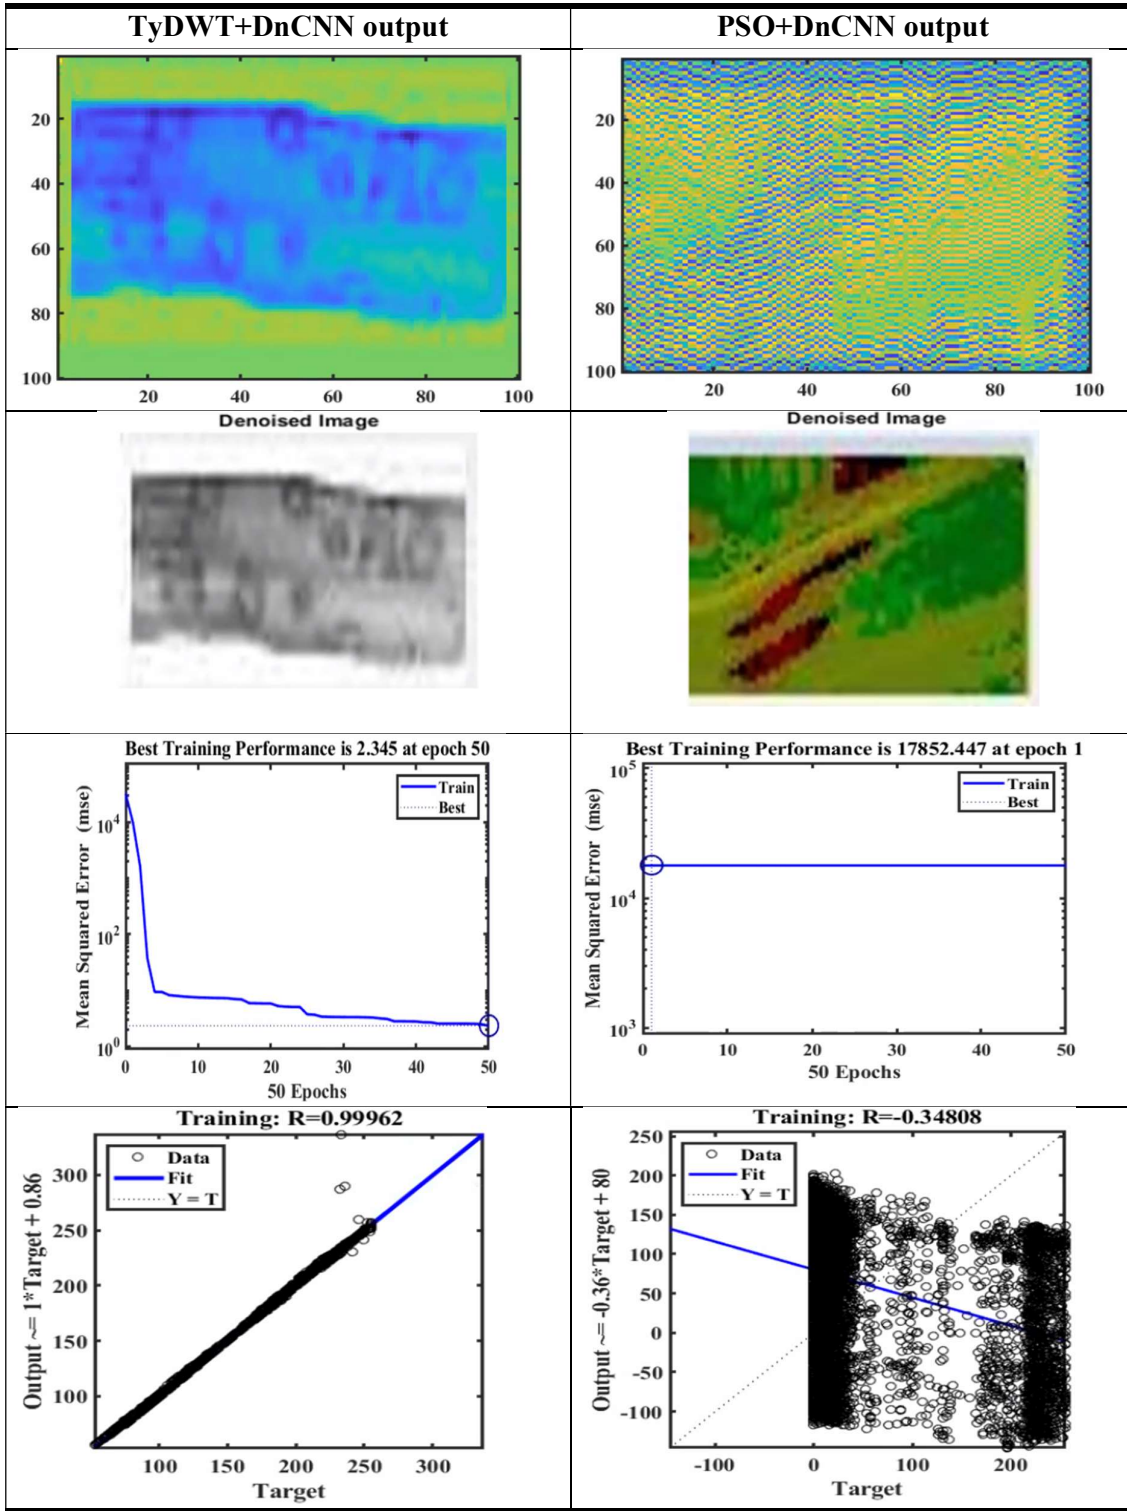 TyDWT+DnCNN output
PSO+DnCNN output
20
40
60
80
100
20
40
60
80
100
20
40
60
80
100
20
40
60
80
100
Denoised Image
Denoised Image
Best Training Performance is 2.345 at epoch 50
Mean Squared Error (mse)
10^4
10^2
10^0
Train
Best
0
10
20
30
40
50
50 Epochs
Best Training Performance is 17852.447 at epoch 1
Mean Squared Error (mse)
10^5
10^4
10^3
Train
Best
0
10
20
30
40
50
50 Epochs
Training: R=0.99962
Output ~= 1*Target + 0.86
300
250
200
150
100
Data
Fit
Y = T
100
150
200
250
300
Target
Training: R=-0.34808
Output ~= -0.36*Target + 80
250
200
150
100
50
0
-50
-100
Data
Fit
Y = T
-100
0
100
200
Target